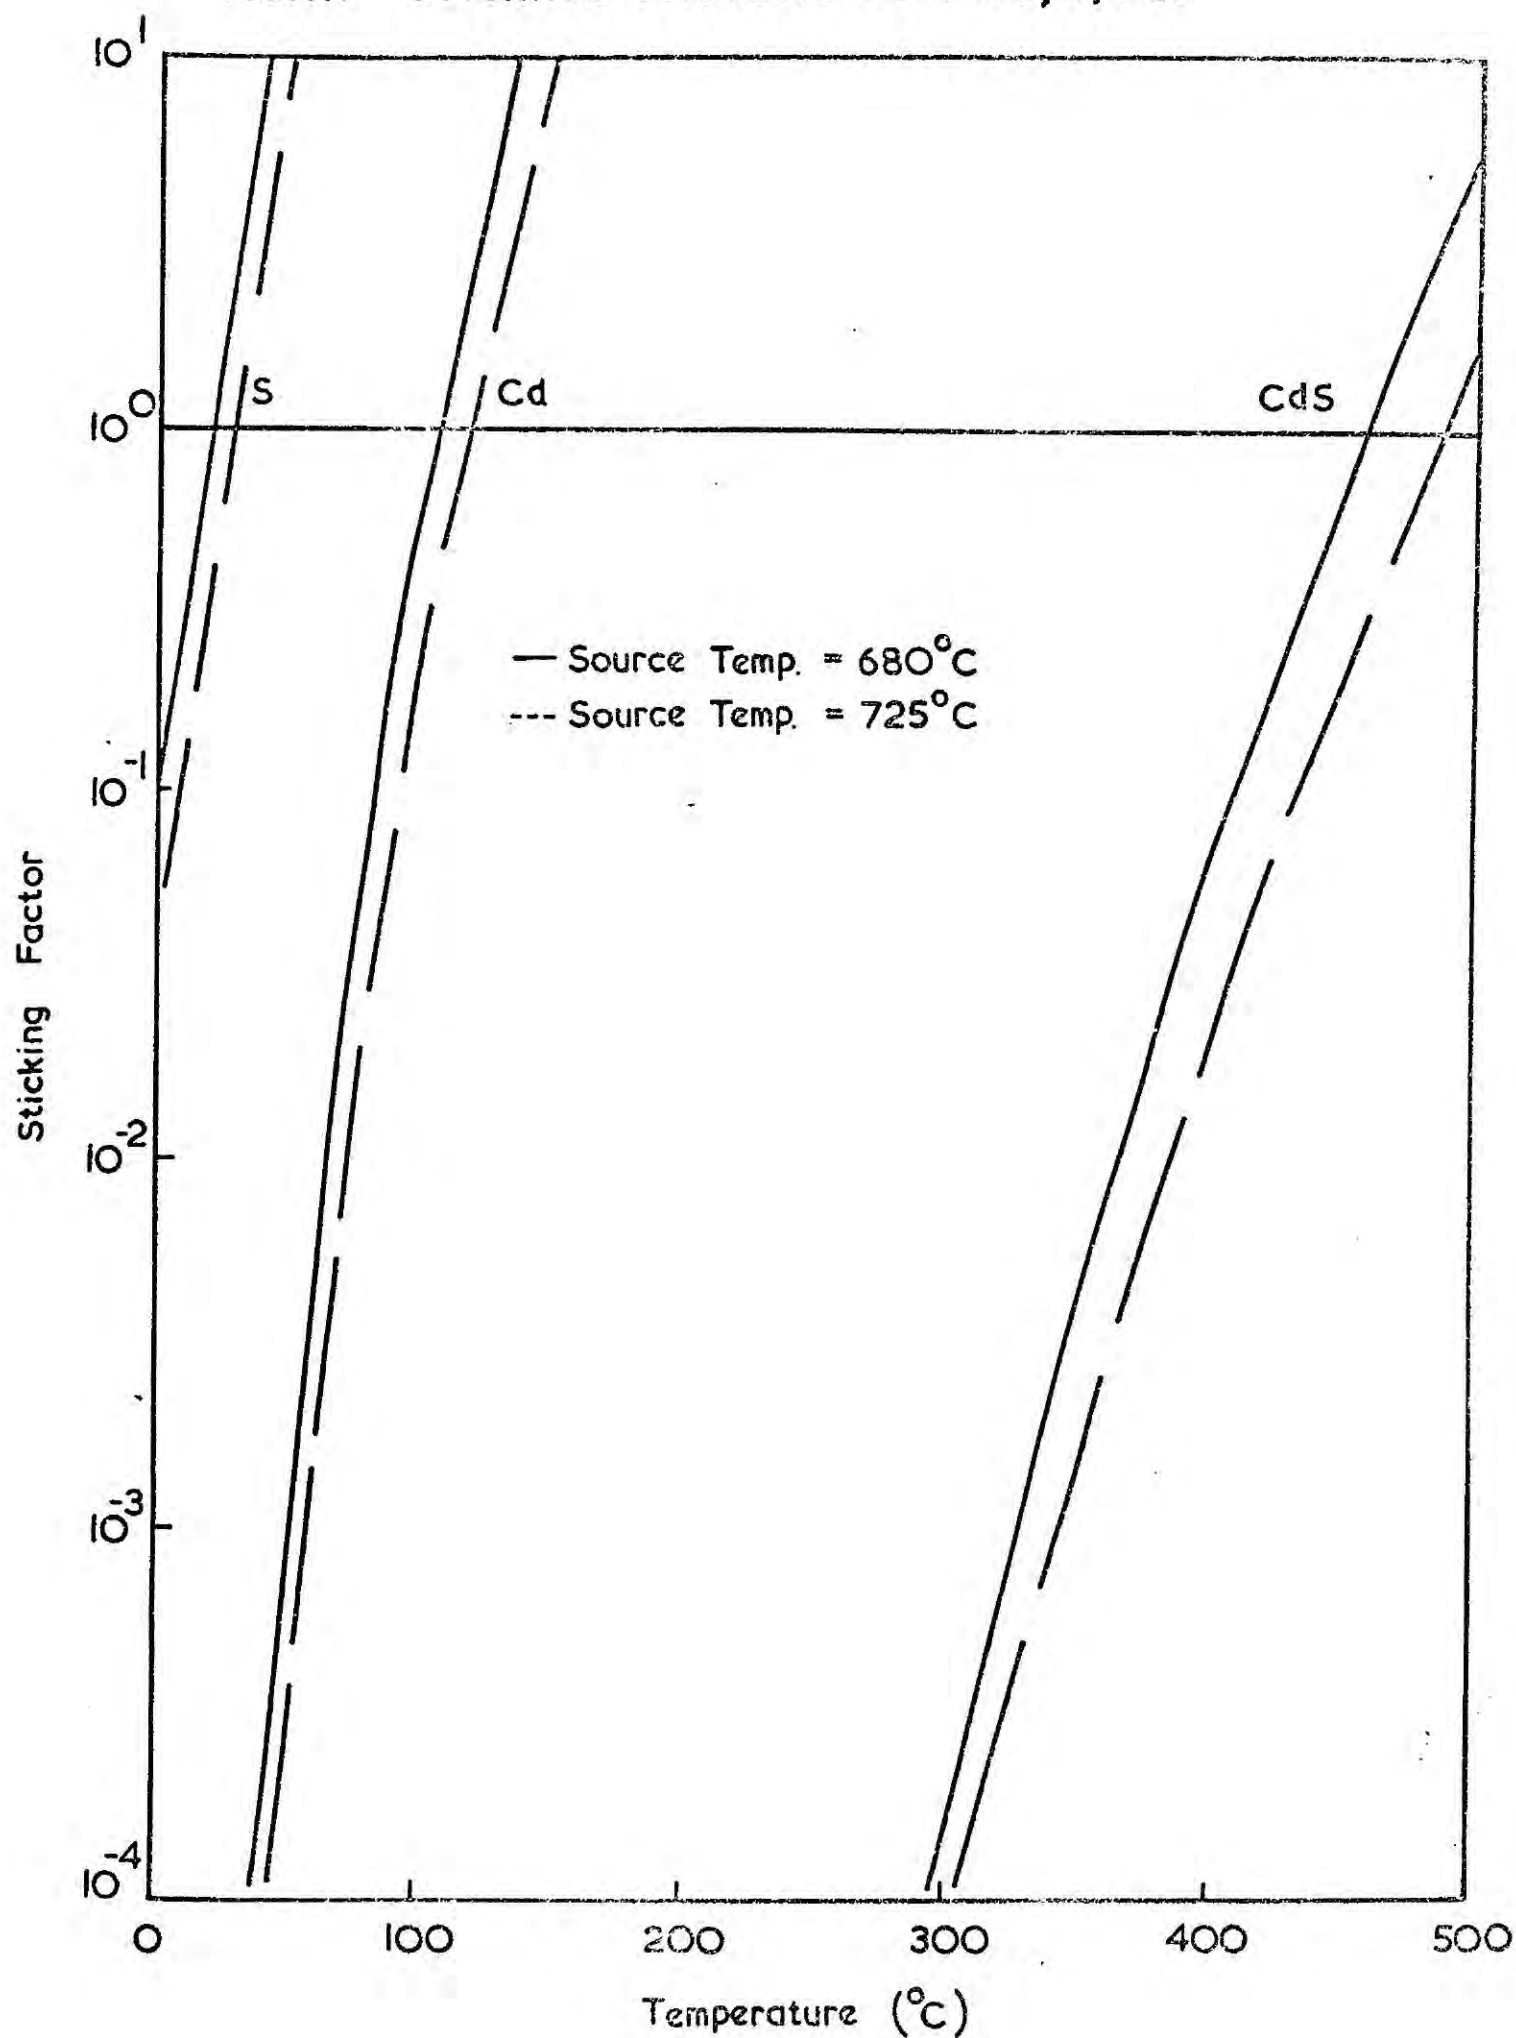 10¹
S
Cd
CdS
10⁰
— Source Temp. = 680°C
--- Source Temp. = 725°C
10⁻¹
Sticking Factor
10⁻²
10⁻³
10⁻⁴
0 100 200 300 400 500
Temperature (°C)